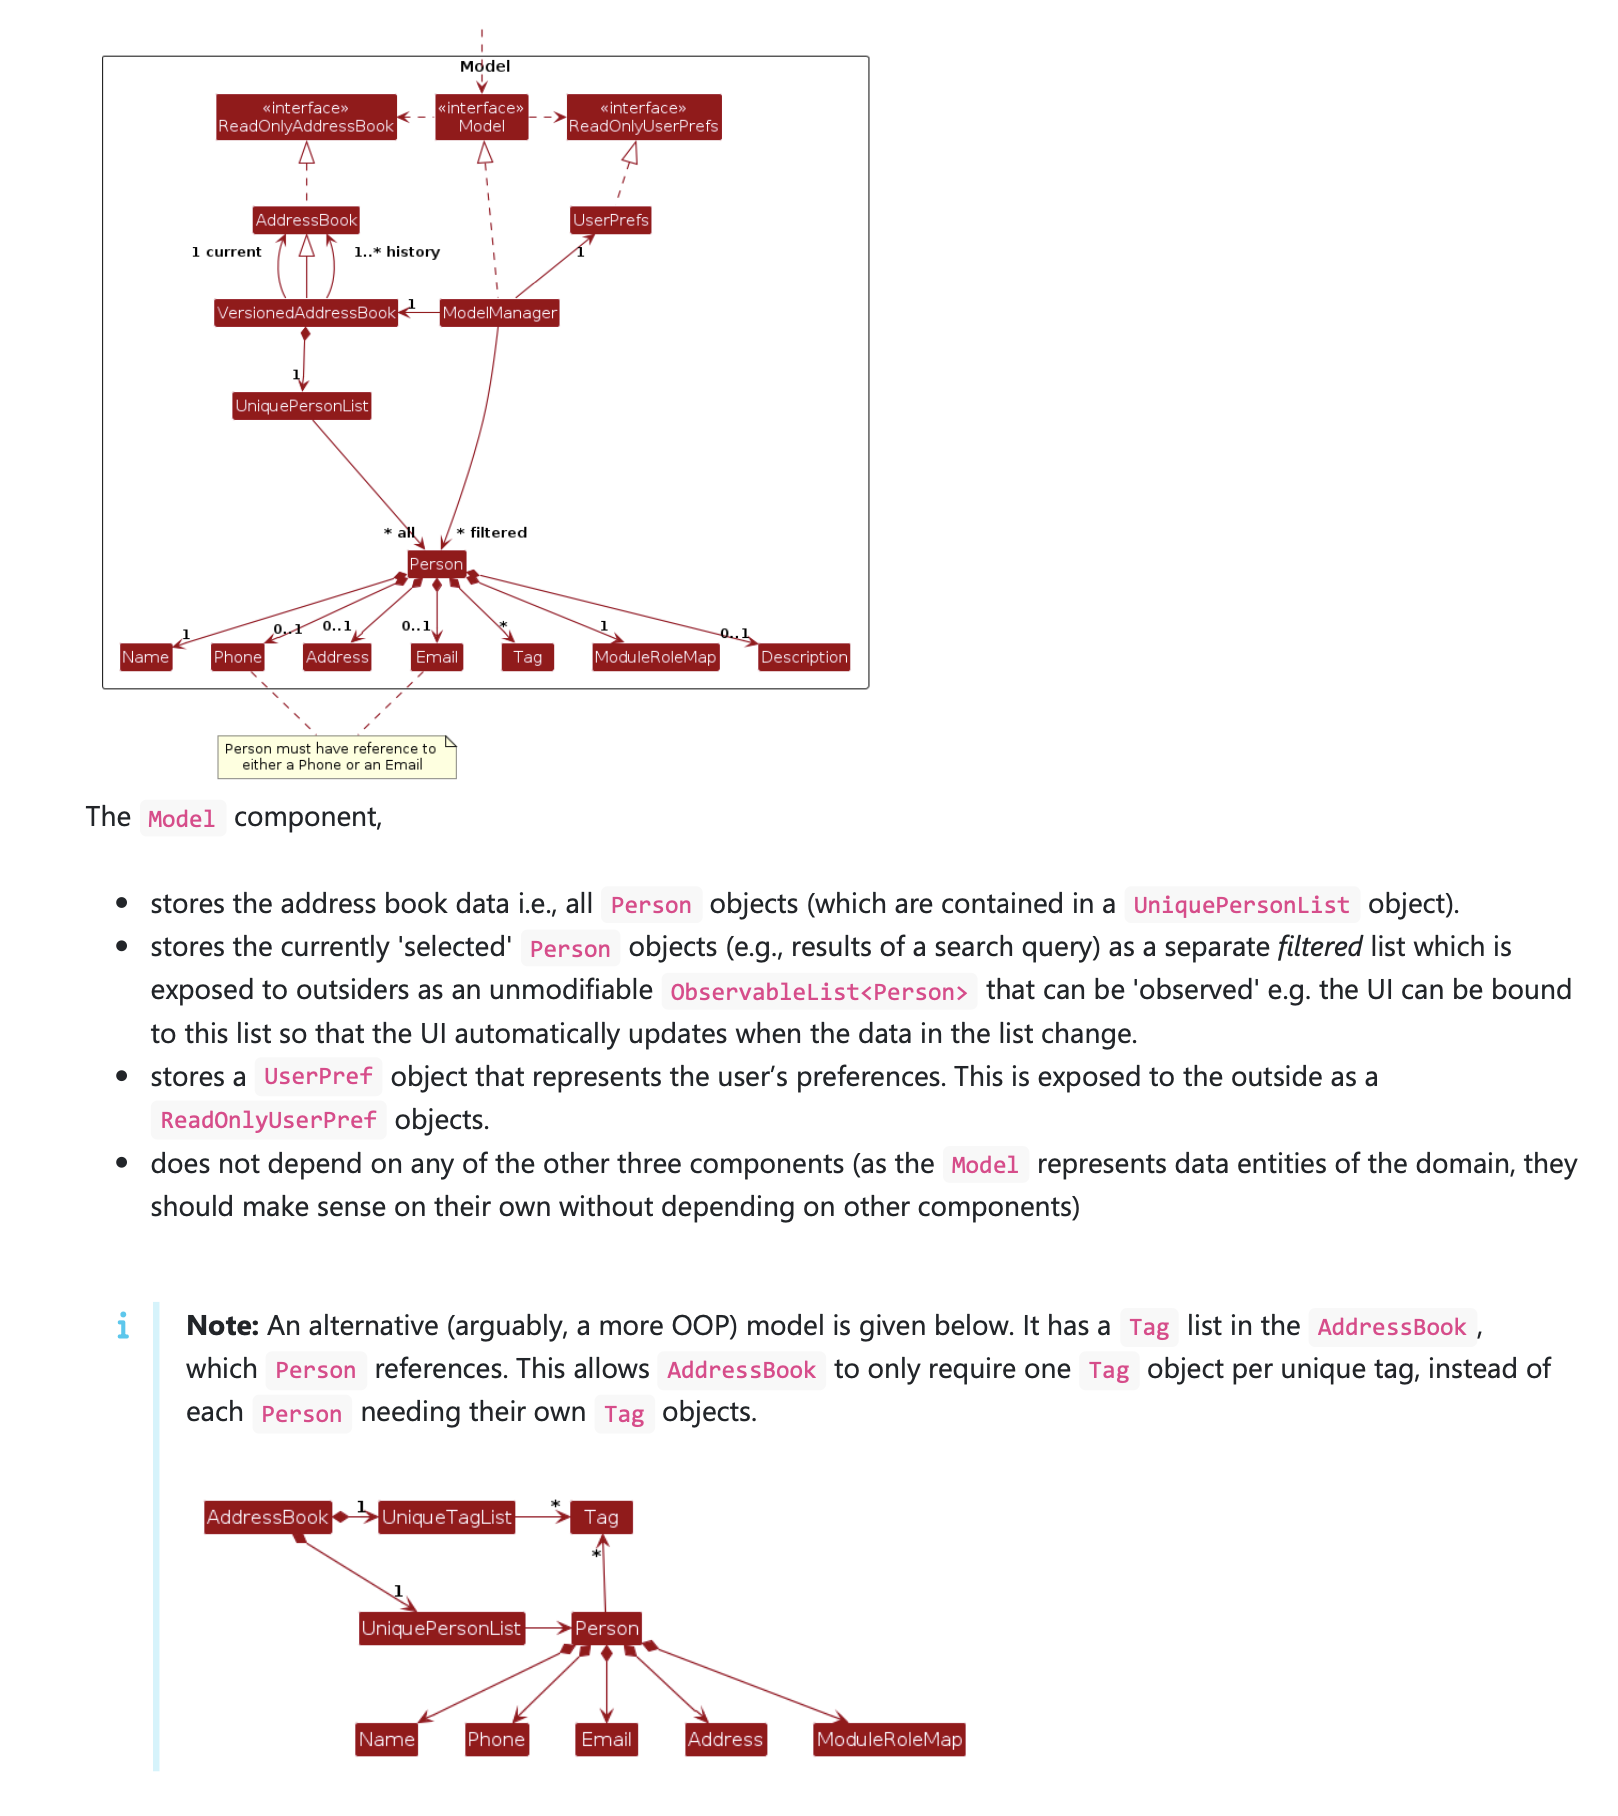 Model
«interface»
ReadOnlyAddressBook
«interface»
Model
«interface»
ReadOnlyUserPrefs
AddressBook
UserPrefs
1 current
1..* history
1
VersionedAddressBook
1
ModelManager
1
UniquePersonList
* all
* filtered
Person
1
0..1
0..1
0..1
*
1
0..1
Name
Phone
Address
Email
Tag
ModuleRoleMap
Description
Person must have reference to
either a Phone or an Email
The Model component,
• stores the address book data i.e., all Person objects (which are contained in a UniquePersonList object).
• stores the currently 'selected' Person objects (e.g., results of a search query) as a separate filtered list which is
exposed to outsiders as an unmodifiable ObservableList<Person> that can be 'observed' e.g. the UI can be bound
to this list so that the UI automatically updates when the data in the list change.
• stores a UserPref object that represents the user’s preferences. This is exposed to the outside as a
ReadOnlyUserPref objects.
• does not depend on any of the other three components (as the Model represents data entities of the domain, they
should make sense on their own without depending on other components)
Note: An alternative (arguably, a more OOP) model is given below. It has a Tag list in the AddressBook,
which Person references. This allows AddressBook to only require one Tag object per unique tag, instead of
each Person needing their own Tag objects.
AddressBook
1
UniqueTagList
*
Tag
*
1
UniquePersonList
Person
Name
Phone
Email
Address
ModuleRoleMap